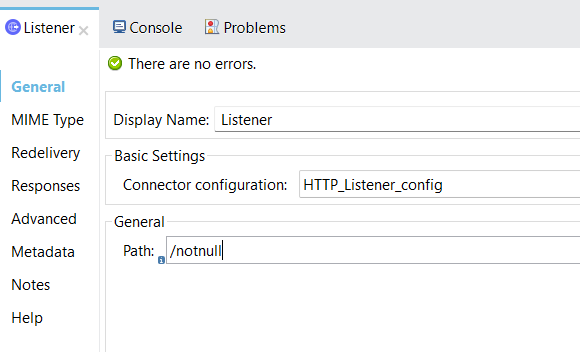 Listener
Console
Problems
There are no errors.
General
MIME Type
Redelivery
Responses
Advanced
Metadata
Notes
Help
Display Name: Listener
Basic Settings
Connector configuration: HTTP_Listener_config
General
Path: /notnull